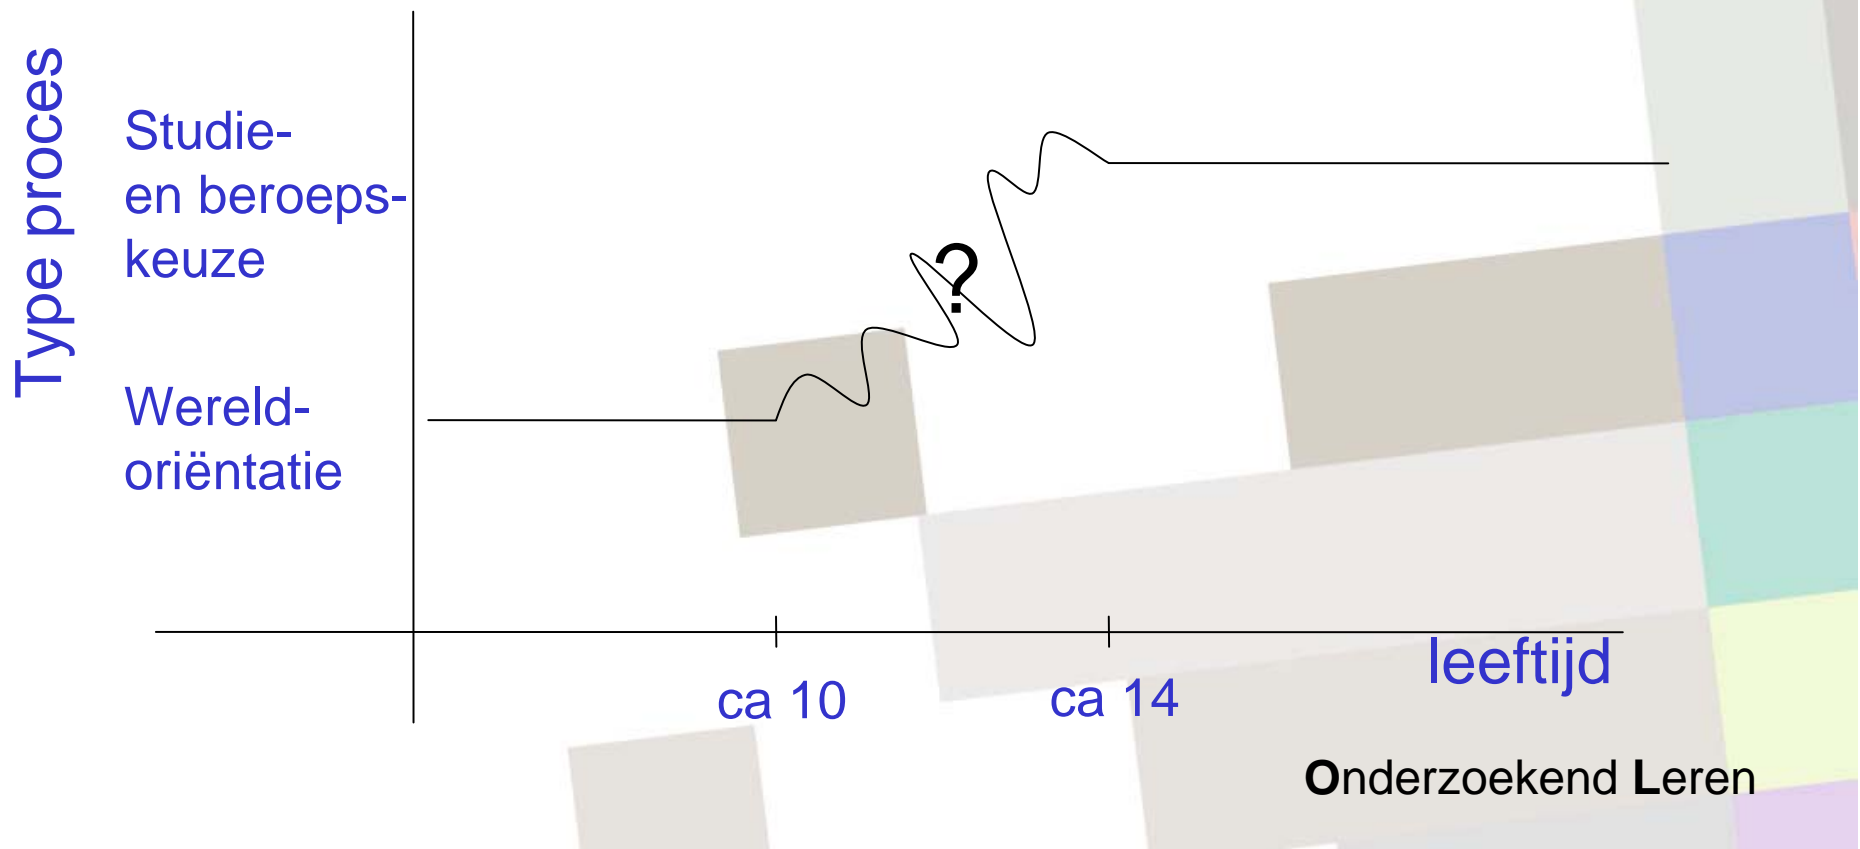 Type proces
Studie-
en beroeps-
keuze
?
Wereld-
oriëntatie
leeftijd
ca 10
ca 14
Onderzoekend Leren